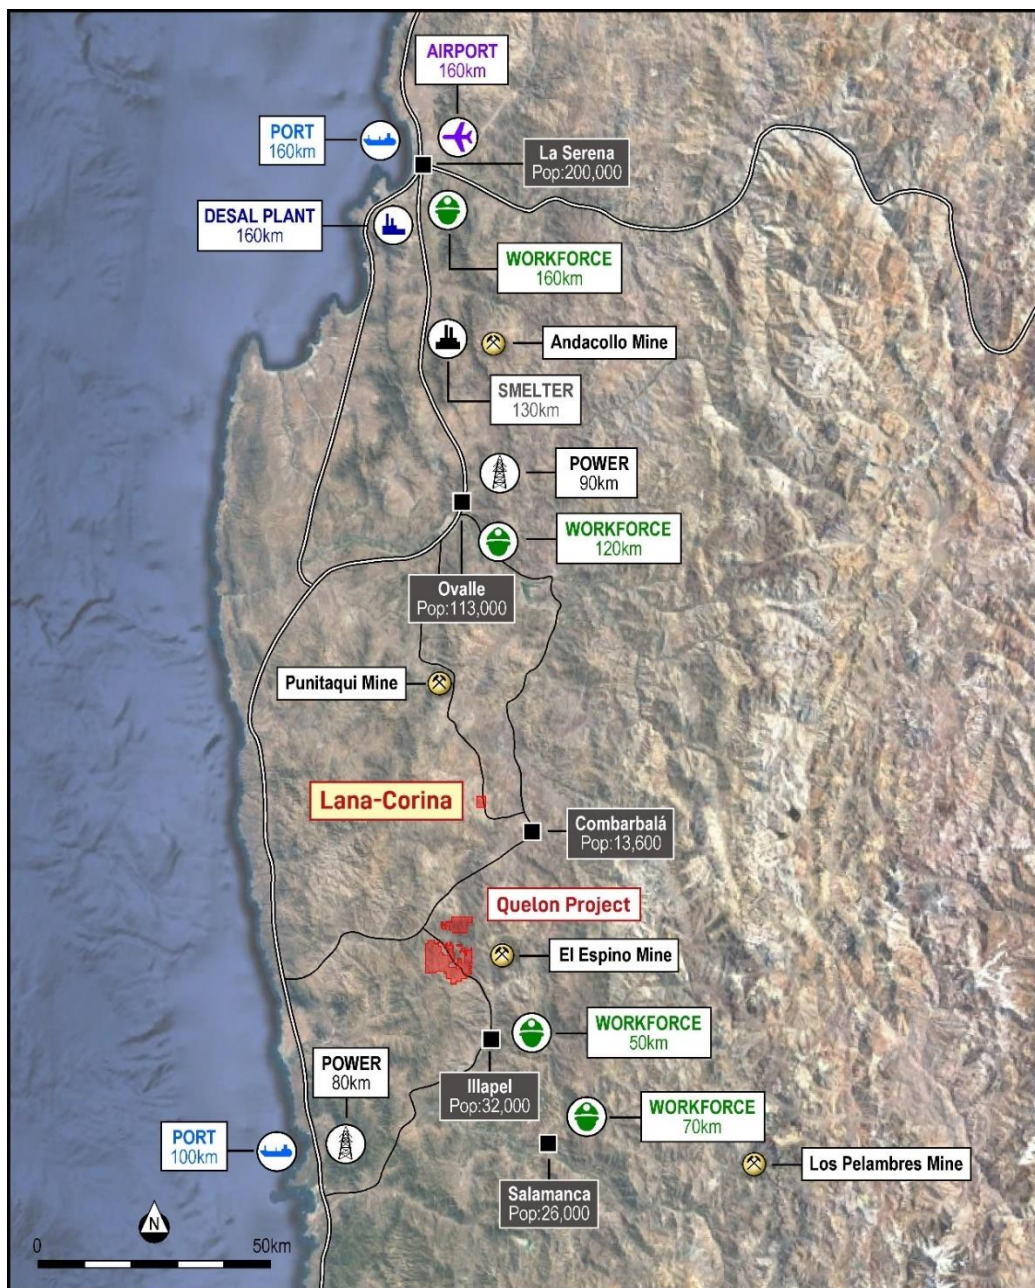 AIRPORT
160km
PORT
160km
La Serena
Pop:200,000
DESAL PLANT
160km
WORKFORCE
160km
Andacollo Mine
SMELTER
130km
POWER
90km
WORKFORCE
120km
Ovalle
Pop:113,000
Punitaqui Mine
Lana-Corina
Combarbalá
Pop:13,600
Quelon Project
El Espino Mine
WORKFORCE
50km
POWER
80km
Illapel
Pop:32,000
WORKFORCE
70km
PORT
100km
Los Pelambres Mine
Salamanca
Pop:26,000
N
0 50km